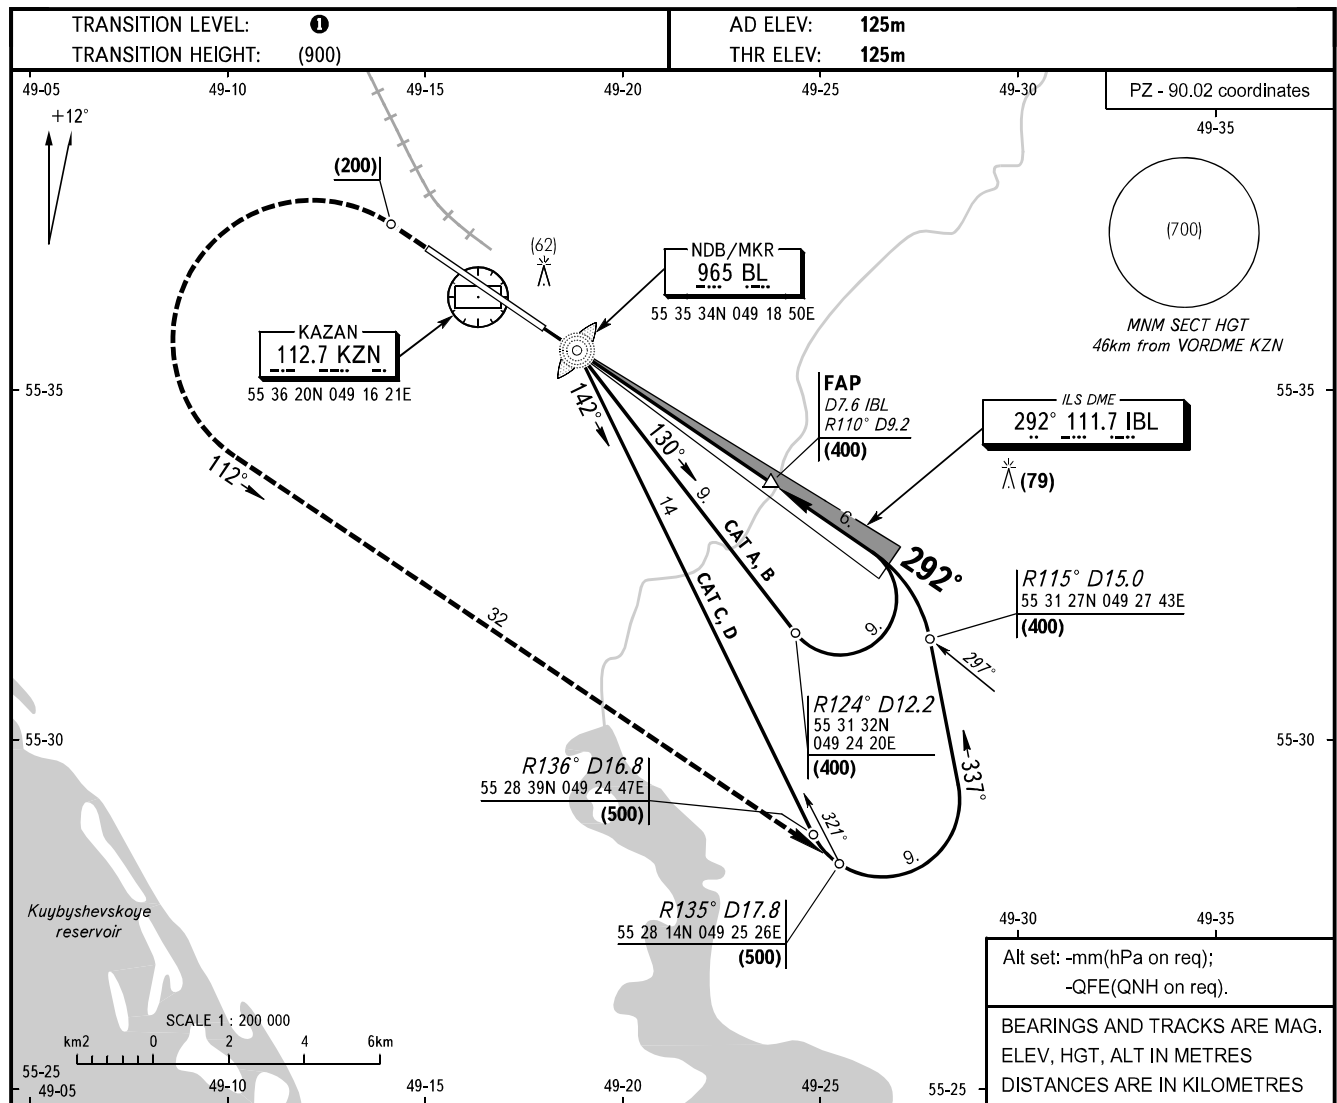 TRANSITION LEVEL: ❶
TRANSITION HEIGHT: (900)
AD ELEV: 125m
THR ELEV: 125m
49-05
49-10
49-15
49-20
49-25
49-30
PZ - 90.02 coordinates
49-35
+12°
(200)
(62)
NDB/MKR
965 BL
55 35 34N 049 18 50E
(700)
MNM SECT HGT
46km from VORDME KZN
KAZAN
112.7 KZN
55 36 20N 049 16 21E
55-35
55-35
FAP
D7.6 IBL
R110° D9.2
(400)
ILS DME
292° 111.7 IBL
(79)
142°
130°
9.
14
CAT A, B
CAT C, D
6.
292°
112°
32
R115° D15.0
55 31 27N 049 27 43E
(400)
9.
297°
R124° D12.2
55 31 32N
049 24 20E
(400)
55-30
55-30
R136° D16.8
55 28 39N 049 24 47E
(500)
337°
321°
9.
R135° D17.8
55 28 14N 049 25 26E
(500)
Kuybyshevskoye
reservoir
49-30
49-35
Alt set: -mm(hPa on req);
-QFE(QNH on req).
BEARINGS AND TRACKS ARE MAG.
ELEV, HGT, ALT IN METRES
DISTANCES ARE IN KILOMETRES
SCALE 1 : 200 000
km2 0 2 4 6km
55-25
49-05
49-10
49-15
49-20
49-25
55-25